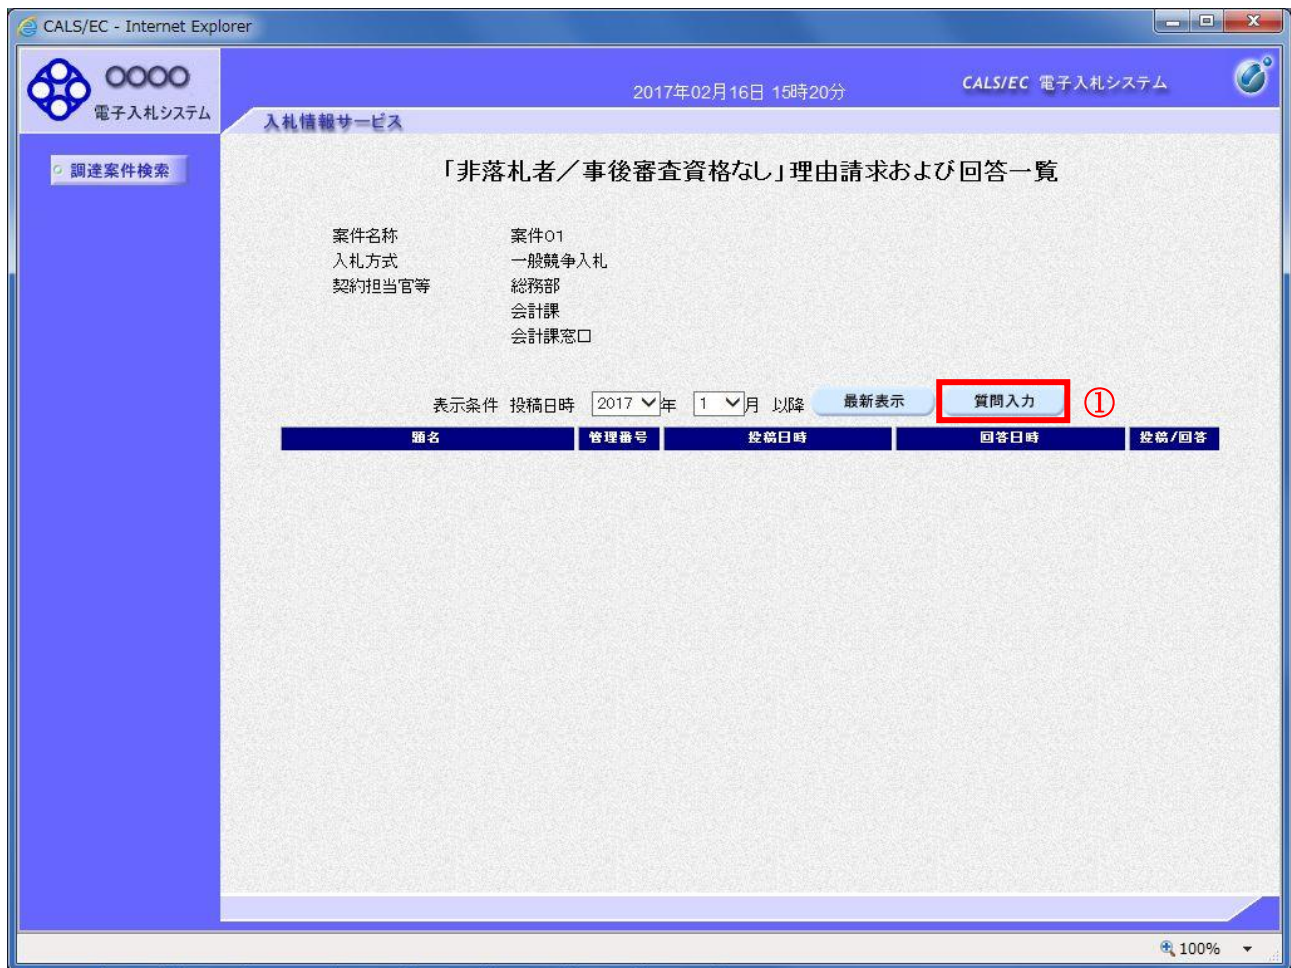 CALS/EC - Internet Explorer
○○○○
電子入札システム
2017年02月16日 15時20分
CALS/EC 電子入札システム
入札情報サービス
調達案件検索
「非落札者／事後審査資格なし」理由請求および回答一覧
案件名称 案件01
入札方式 一般競争入札
契約担当官等 総務部
会計課
会計課窓口
表示条件 投稿日時 2017 年 1 月 以降 最新表示 質問入力 ①
題名 管理番号 投稿日時 回答日時 投稿/回答
100%